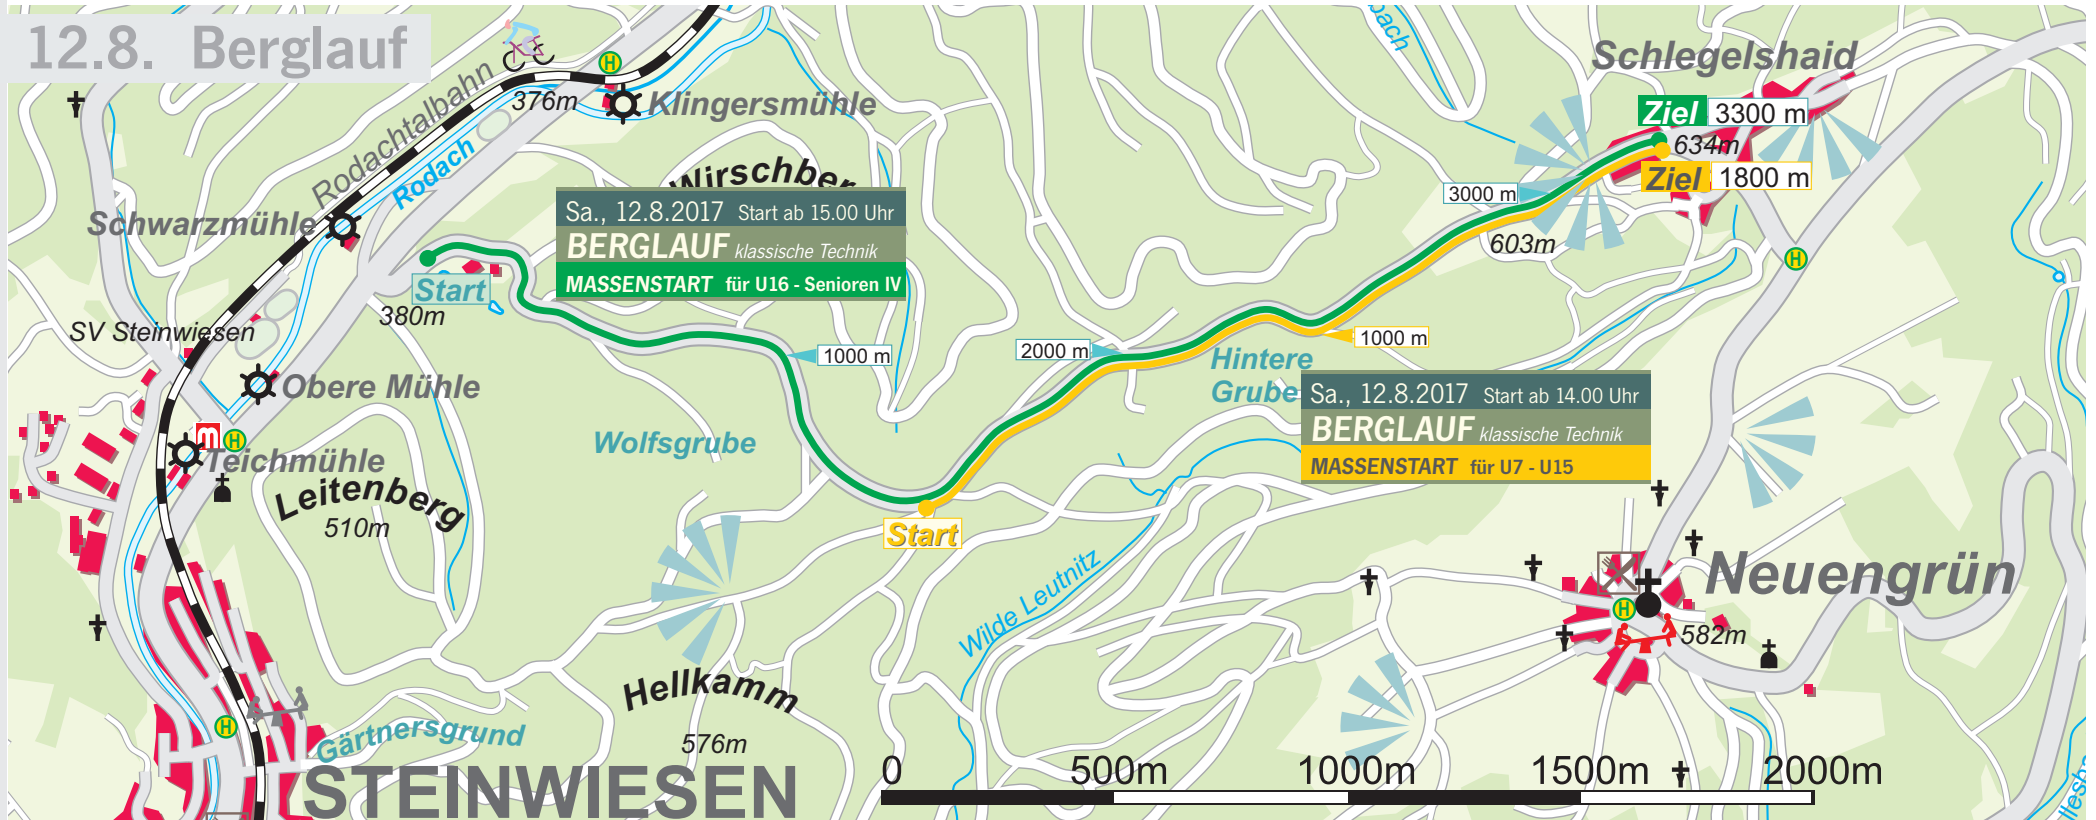 12.8. Berglauf
bach
Schlegelshaid
Rodachtalbahn
376m
Klingersmühle
Rodach
Ziel 3300 m
634m
Ziel 1800 m
Wirschber
3000 m
603m
Schwarzmühle
Sa., 12.8.2017 Start ab 15.00 Uhr
BERGLAUF klassische Technik
MASSENSTART für U16 - Senioren IV
Start
380m
SV Steinwiesen
1000 m
2000 m
1000 m
Hintere
Grube
Obere Mühle
Sa., 12.8.2017 Start ab 14.00 Uhr
BERGLAUF klassische Technik
MASSENSTART für U7 - U15
Wolfsgrube
Teichmühle
Leitenberg
510m
Start
Wilde Leutnitz
Neuengrün
582m
Hellkamm
576m
Gärtnersgrund
STEINWIESEN
0 500m 1000m 1500m 2000m
H
H
H
H
H
m